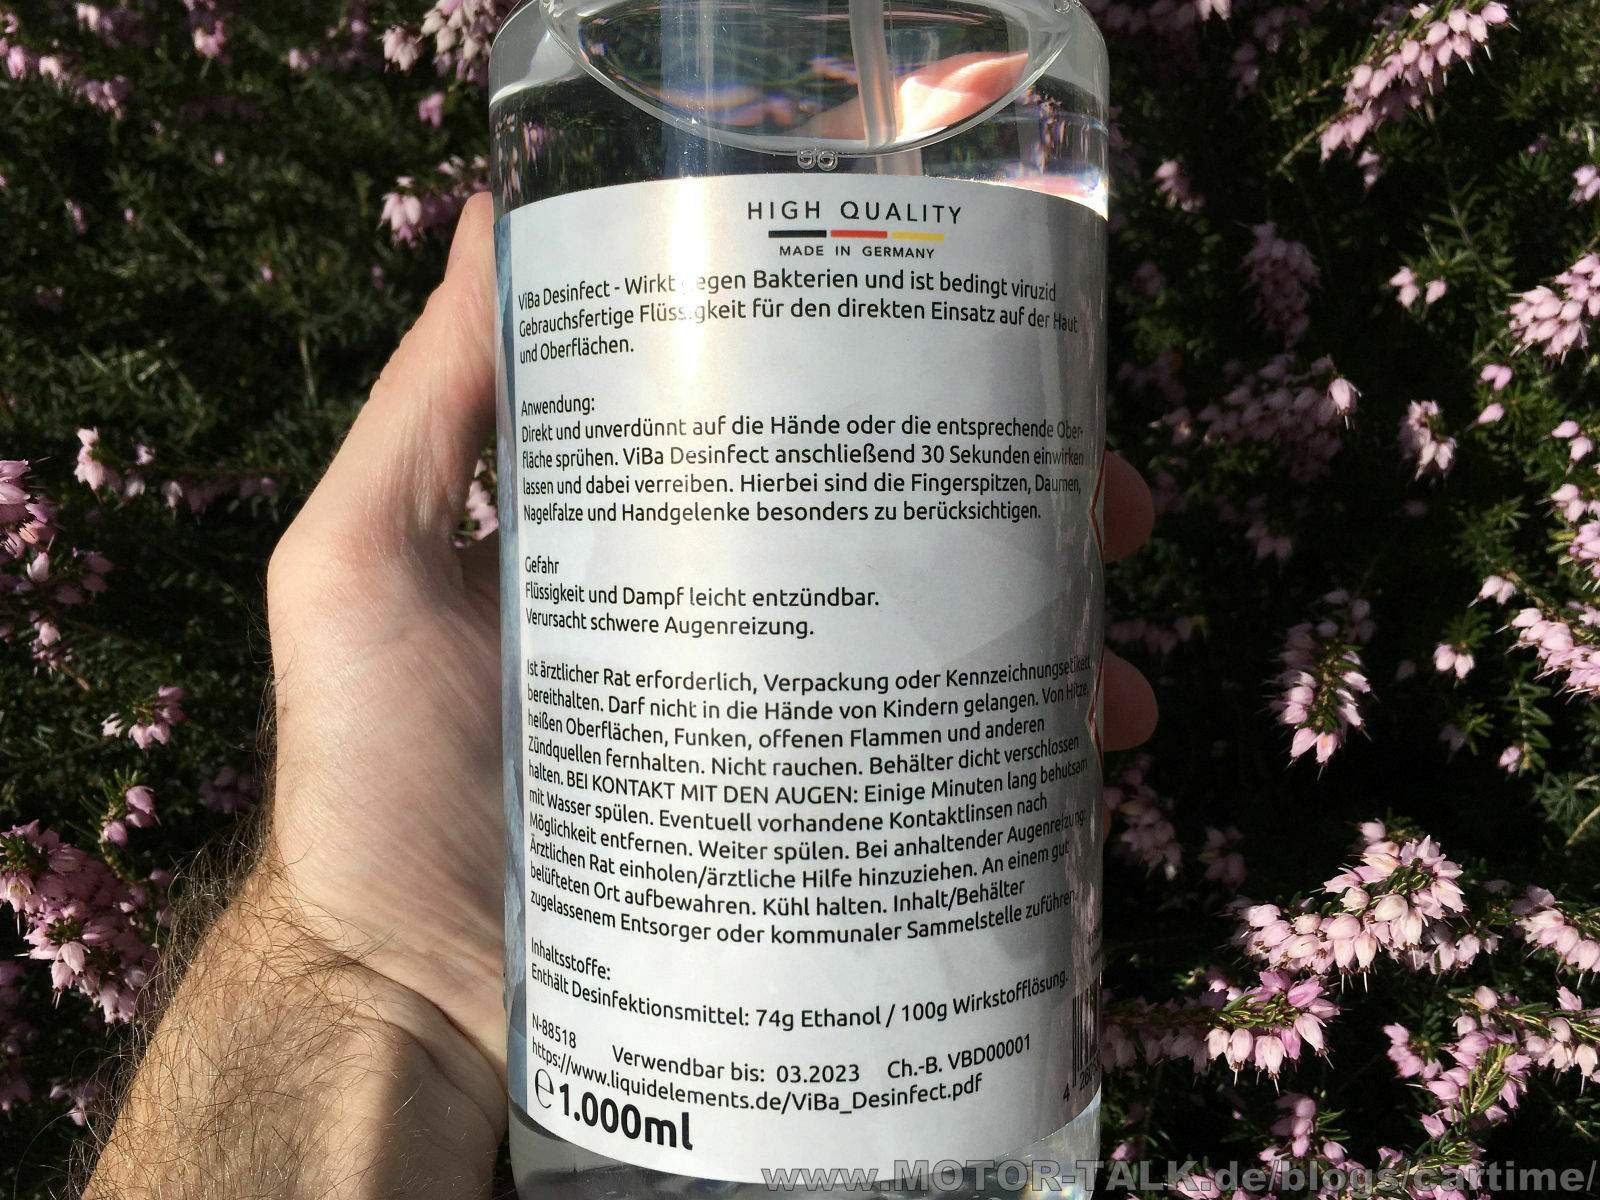 HIGH QUALITY
MADE IN GERMANY
ViBa Desinfect - Wirkt gegen Bakterien und ist bedingt viruzid
Gebrauchsfertige Flüssigkeit für den direkten Einsatz auf der Haut
und Oberflächen.
Anwendung:
Direkt und unverdünnt auf die Hände oder die entsprechende Ober-
fläche sprühen. ViBa Desinfect anschließend 30 Sekunden einwirken
lassen und dabei verreiben. Hierbei sind die Fingerspitzen, Daumen,
Nagelfalze und Handgelenke besonders zu berücksichtigen.
Gefahr
Flüssigkeit und Dampf leicht entzündbar.
Verursacht schwere Augenreizung.
Ist ärztlicher Rat erforderlich, Verpackung oder Kennzeichnungsetikett
bereithalten. Darf nicht in die Hände von Kindern gelangen. Von Hitze,
heißen Oberflächen, Funken, offenen Flammen und anderen
Zündquellen fernhalten. Nicht rauchen. Behälter dicht verschlossen
halten. BEI KONTAKT MIT DEN AUGEN: Einige Minuten lang behutsam
mit Wasser spülen. Eventuell vorhandene Kontaktlinsen nach
Möglichkeit entfernen. Weiter spülen. Bei anhaltender Augenreizung:
Ärztlichen Rat einholen/ärztliche Hilfe hinzuziehen. An einem gut
belüfteten Ort aufbewahren. Kühl halten. Inhalt/Behälter
zugelassenem Entsorger oder kommunaler Sammelstelle zuführen.
Inhaltsstoffe:
Enthält Desinfektionsmittel: 74g Ethanol / 100g Wirkstofflösung.
N-88518 Verwendbar bis: 03.2023 Ch.-B. VBD00001
https://www.liquidelements.de/ViBa_Desinfect.pdf
℮1.000ml
www.MOTOR-TALK.de/blogs/cartime/